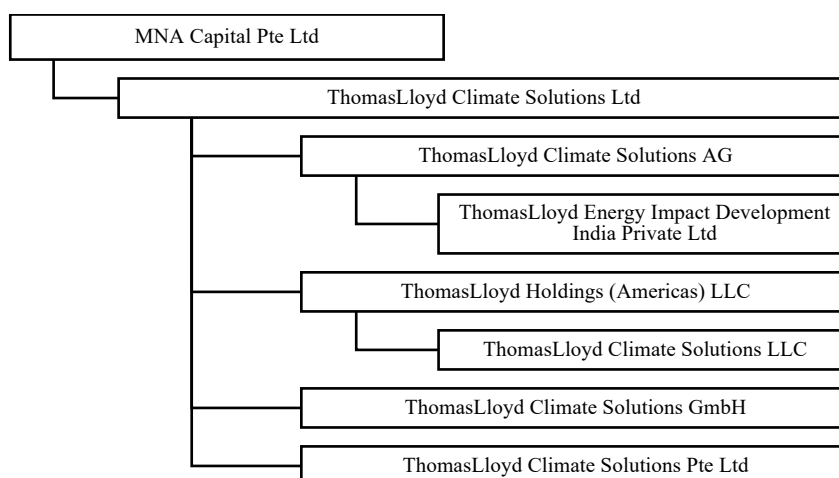 MNA Capital Pte Ltd
ThomasLloyd Climate Solutions Ltd
ThomasLloyd Climate Solutions AG
ThomasLloyd Energy Impact Development
India Private Ltd
ThomasLloyd Holdings (Americas) LLC
ThomasLloyd Climate Solutions LLC
ThomasLloyd Climate Solutions GmbH
ThomasLloyd Climate Solutions Pte Ltd